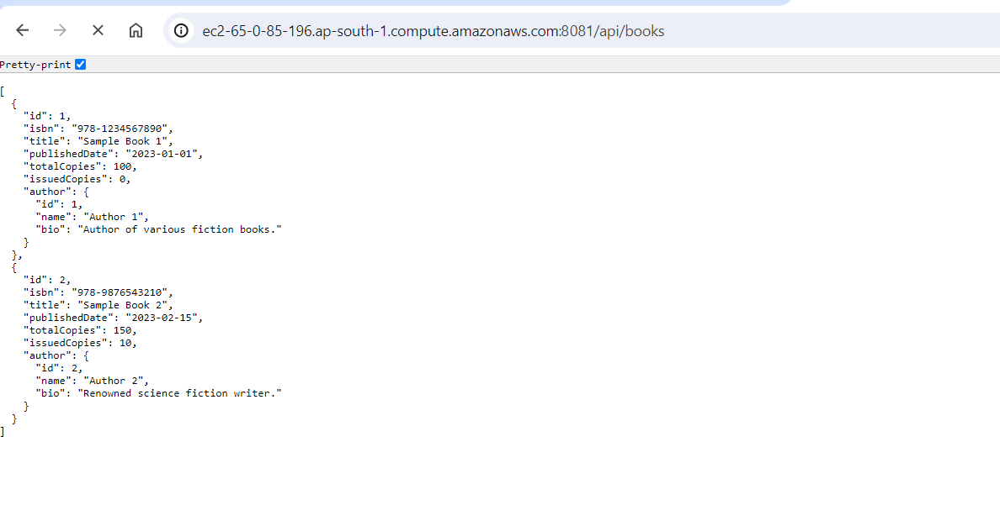 ec2-65-0-85-196.ap-south-1.compute.amazonaws.com:8081/api/books
Pretty-print
[
  {
    "id": 1,
    "isbn": "978-1234567890",
    "title": "Sample Book 1",
    "publishedDate": "2023-01-01",
    "totalCopies": 100,
    "issuedCopies": 0,
    "author": {
      "id": 1,
      "name": "Author 1",
      "bio": "Author of various fiction books."
    }
  },
  {
    "id": 2,
    "isbn": "978-9876543210",
    "title": "Sample Book 2",
    "publishedDate": "2023-02-15",
    "totalCopies": 150,
    "issuedCopies": 10,
    "author": {
      "id": 2,
      "name": "Author 2",
      "bio": "Renowned science fiction writer."
    }
  }
]